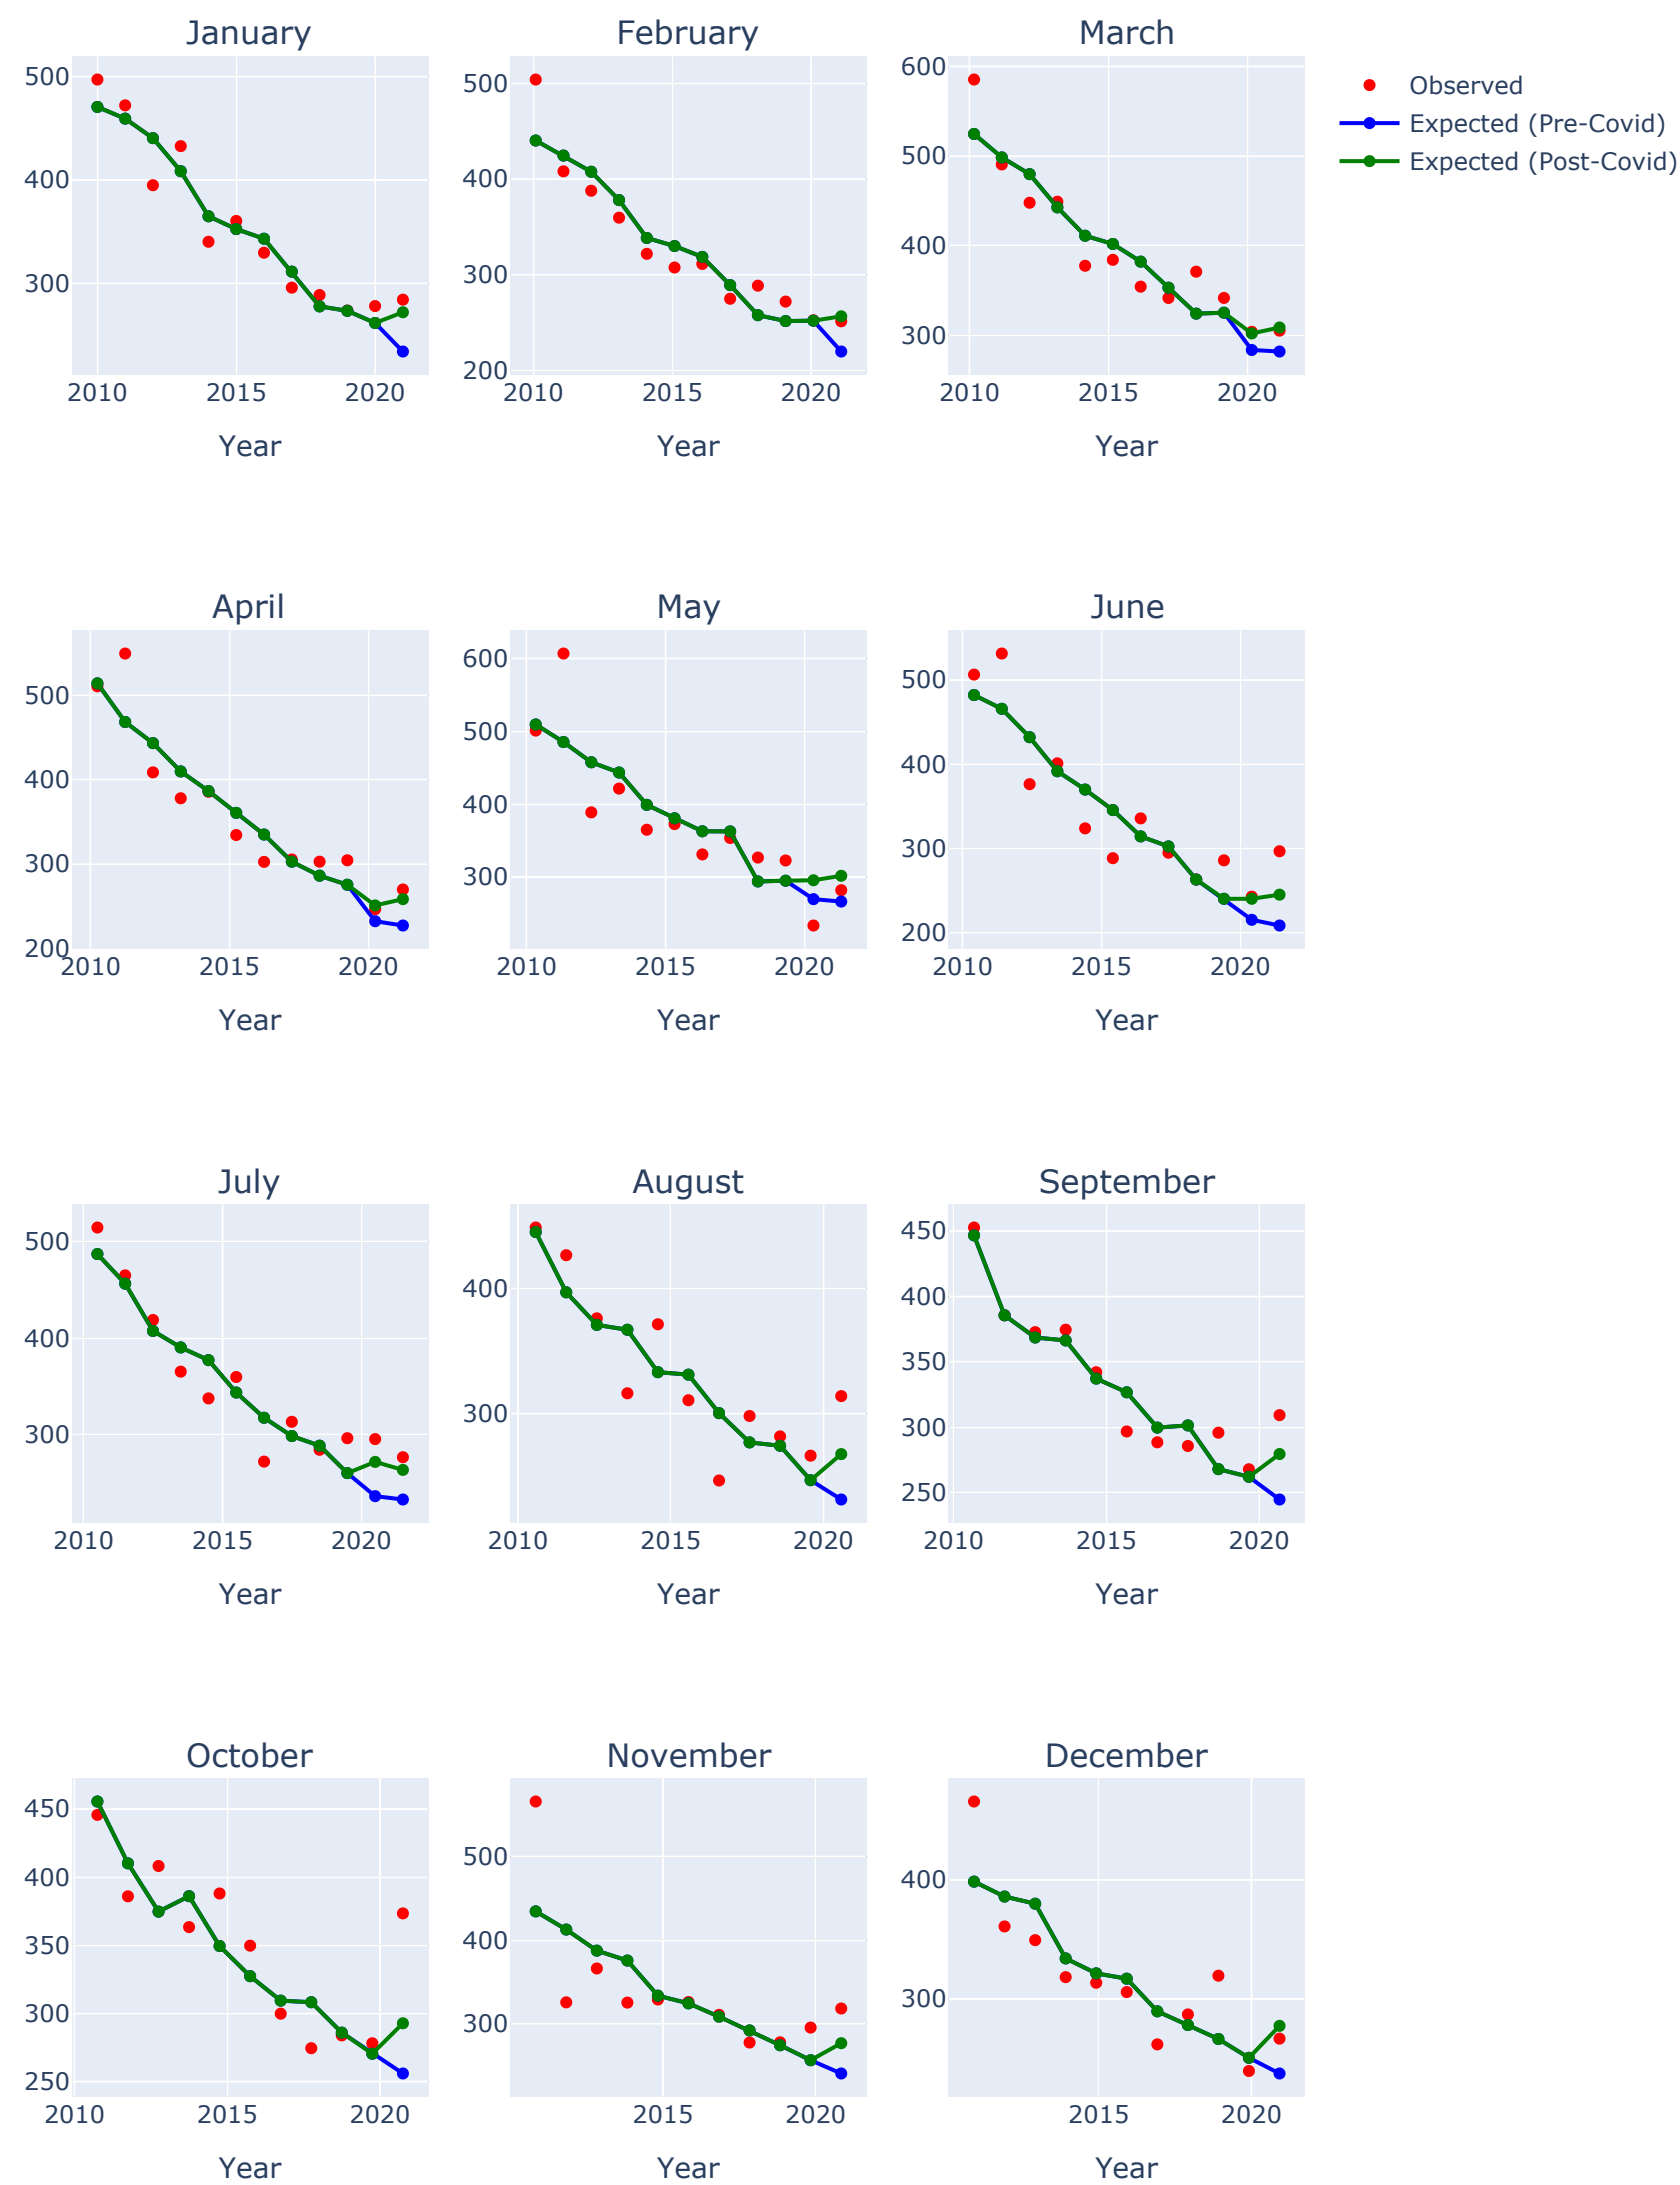 January
February
March
500
400
300
2010
2015
2020
Year
500
400
300
200
2010
2015
2020
Year
600
500
400
300
2010
2015
2020
Year
Observed
Expected (Pre-Covid)
Expected (Post-Covid)
April
May
June
500
400
300
200
2010
2015
2020
Year
600
500
400
300
2010
2015
2020
Year
500
400
300
200
2010
2015
2020
Year
July
August
September
500
400
300
2010
2015
2020
Year
400
300
2010
2015
2020
Year
450
400
350
300
250
2010
2015
2020
Year
October
November
December
450
400
350
300
250
2010
2015
2020
Year
500
400
300
2015
2020
Year
400
300
2015
2020
Year